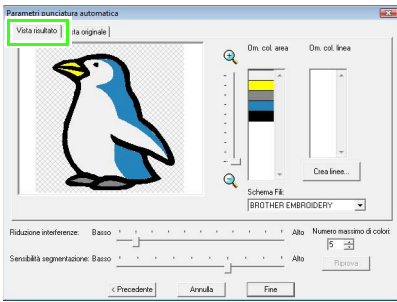 Parametri punciatura automatica
Vista risultato
ta originale
Om. col. area
Om. col. linea
Crea linee...
Schema Fili:
BROTHER EMBROIDERY
Riduzione interferenze: Basso Alto
Numero massimo di colori:
5
Sensibilità segmentazione: Basso Alto
Riprova
< Precedente Annulla Fine